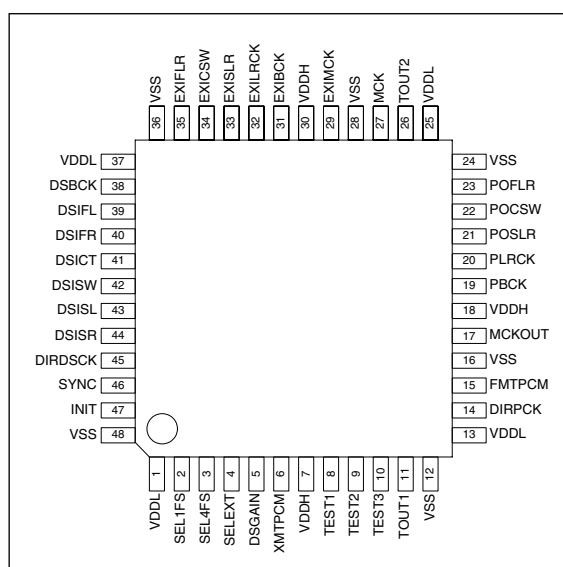 VSS
EXIFLR
EXICSW
EXISLR
EXILRCK
EXIBCK
VDDH
EXIMCK
VSS
MCK
TOUT2
VDDL
36
35
34
33
32
31
30
29
28
27
26
25
VDDL 37
DSBCK 38
DSIFL 39
DSIFR 40
DSICT 41
DSISW 42
DSISL 43
DSISR 44
DIRDSCK 45
SYNC 46
INIT 47
VSS 48
24 VSS
23 POFLR
22 POCSW
21 POSLR
20 PLRCK
19 PBCK
18 VDDH
17 MCKOUT
16 VSS
15 FMTPCM
14 DIRPCK
13 VDDL
1
2
3
4
5
6
7
8
9
10
11
12
VDDL
SEL1FS
SEL4FS
SELEXT
DSGAIN
XMTPCM
VDDH
TEST1
TEST2
TEST3
TOUT1
VSS